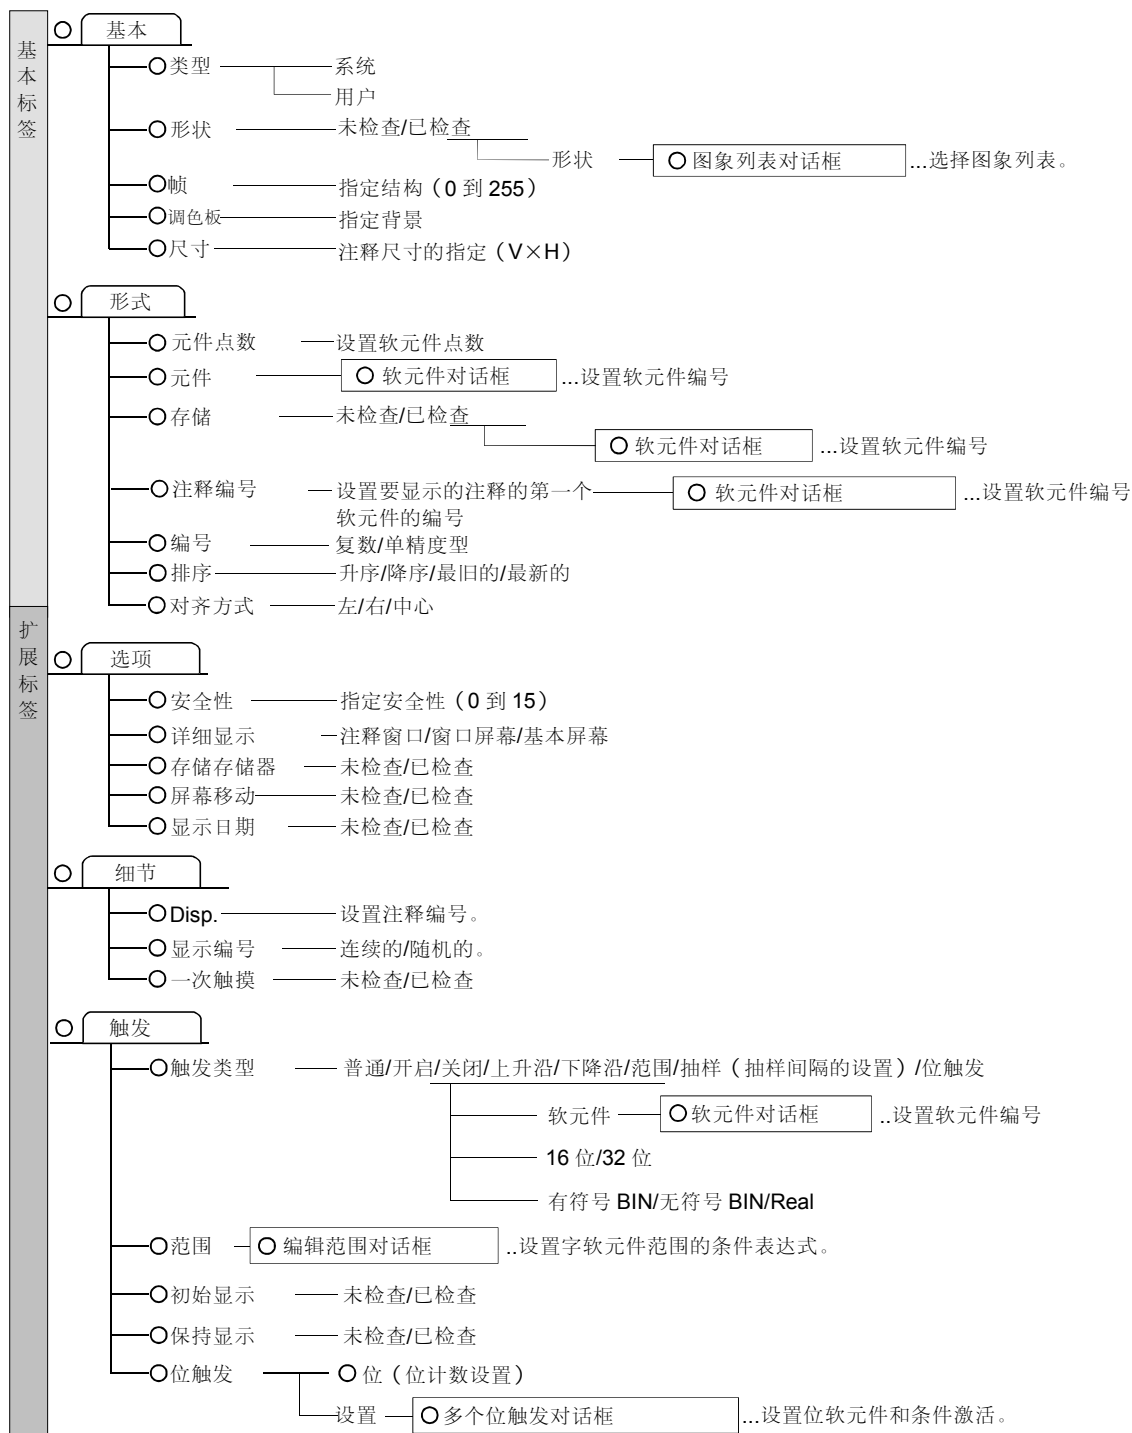 基本标签
基本
类型 系统
用户
形状 未检查/已检查
形状 图象列表对话框 ...选择图象列表。
帧 指定结构（0 到 255）
调色板 指定背景
尺寸 注释尺寸的指定（V×H）
形式
元件点数 设置软元件点数
元件 软元件对话框 ...设置软元件编号
存储 未检查/已检查
软元件对话框 ...设置软元件编号
注释编号 设置要显示的注释的第一个 软元件对话框 ...设置软元件编号
软元件的编号
编号 复数/单精度型
排序 升序/降序/最旧的/最新的
对齐方式 左/右/中心
扩展标签
选项
安全性 指定安全性（0 到 15）
详细显示 注释窗口/窗口屏幕/基本屏幕
存储存储器 未检查/已检查
屏幕移动 未检查/已检查
显示日期 未检查/已检查
细节
Disp. 设置注释编号。
显示编号 连续的/随机的。
一次触摸 未检查/已检查
触发
触发类型 普通/开启/关闭/上升沿/下降沿/范围/抽样（抽样间隔的设置）/位触发
软元件 软元件对话框 ..设置软元件编号
16 位/32 位
有符号 BIN/无符号 BIN/Real
范围 编辑范围对话框 ..设置字软元件范围的条件表达式。
初始显示 未检查/已检查
保持显示 未检查/已检查
位触发 位（位计数设置）
设置 多个位触发对话框 ...设置位软元件和条件激活。